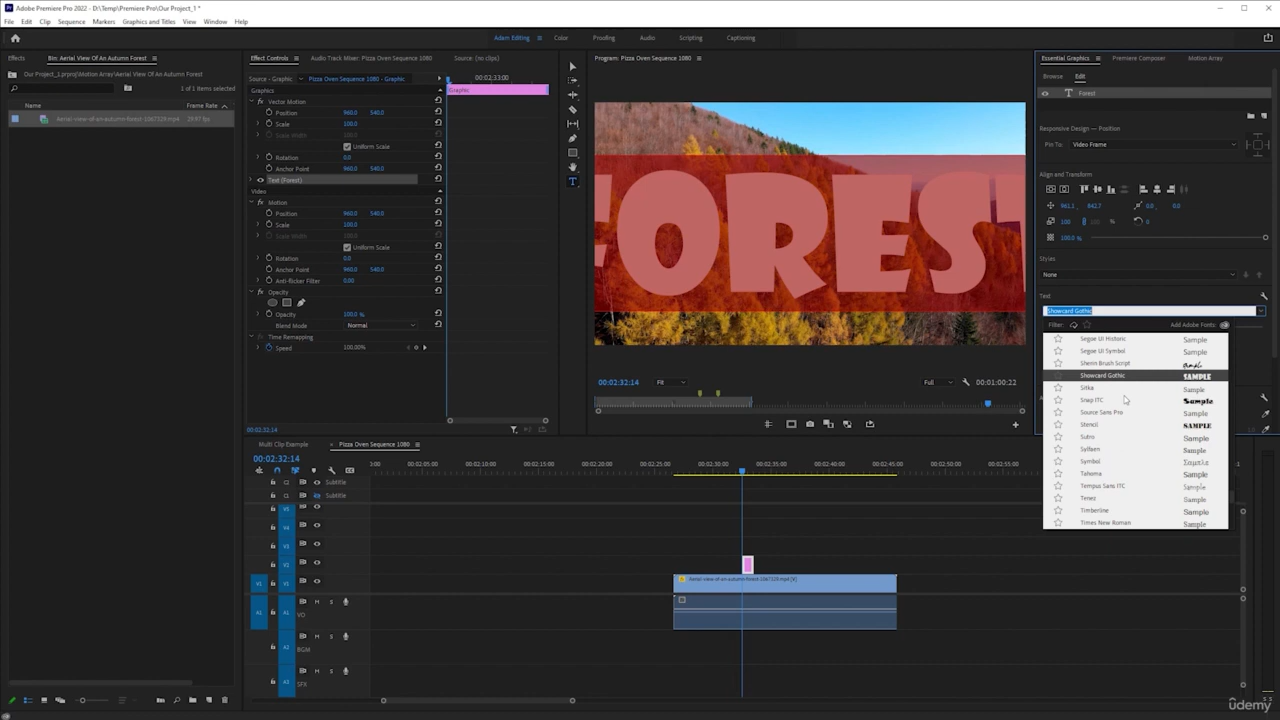 Adobe Premiere Pro 2022 - D:\Temp\Premiere Pro\Our Project_1 *
File Edit Clip Sequence Markers Graphics and Titles View Window Help
Adam Editing Color Proofing Audio Scripting Captioning
Effects Bin: Aerial View Of An Autumn Forest
Our Project_1.prproj\Motion Array\Aerial View Of An Autumn Forest
1 of 1 items selected
Name Frame Rate
Aerial-view-of-an-autumn-forest-1067329.mp4 29.97 fps
Effect Controls Audio Track Mixer: Pizza Oven Sequence 1080 Source: (no clips)
Source - Graphic Pizza Oven Sequence 1080 - Graphic 00:02:33:00
Graphics Graphic
Vector Motion
Position 960.0 540.0
Scale 100.0
Scale Width 100.0
Uniform Scale
Rotation 0.0
Anchor Point 960.0 540.0
Text (Forest)
Video
Motion
Position 960.0 540.0
Scale 100.0
Scale Width 100.0
Uniform Scale
Rotation 0.0
Anchor Point 960.0 540.0
Anti-flicker Filter 0.00
Opacity
Opacity 100.0 %
Blend Mode Normal
Time Remapping
Speed 100.00%
00:02:32:14
Program: Pizza Oven Sequence 1080
FOREST
00:02:32:14 Fit Full 00:01:00:22
Essential Graphics Premiere Composer Motion Array
Browse Edit
Forest
Responsive Design — Position
Pin To: Video Frame
Align and Transform
961.1 842.7 0.0 0.0
100 100 % 0
100.0 %
Styles
None
Text
Showcard Gothic
Filter: Add Adobe Fonts:
Segoe UI Historic Sample
Segoe UI Symbol Sample
Sherin Brush Script
Showcard Gothic SAMPLE
Sitka Sample
Snap ITC Sample
Source Sans Pro Sample
Stencil SAMPLE
Sutro Sample
Sylfaen Sample
Symbol
Tahoma Sample
Tempus Sans ITC Sample
Tenez Sample
Timberline Sample
Times New Roman Sample
Multi Clip Example Pizza Oven Sequence 1080
00:02:32:14
3:00 00:02:05:00 00:02:10:00 00:02:15:00 00:02:20:00 00:02:25:00 00:02:30:00 00:02:35:00 00:02:40:00 00:02:45:00 00:02:50:00 00:02:55:00
C2 Subtitle
C1 Subtitle
V5
V4
V3
V2
V1 V1 Aerial-view-of-an-autumn-forest-1067329.mp4 [V]
A1 A1 M S
VO
A2 M S
BGM
A3 M S
SFX
udemy